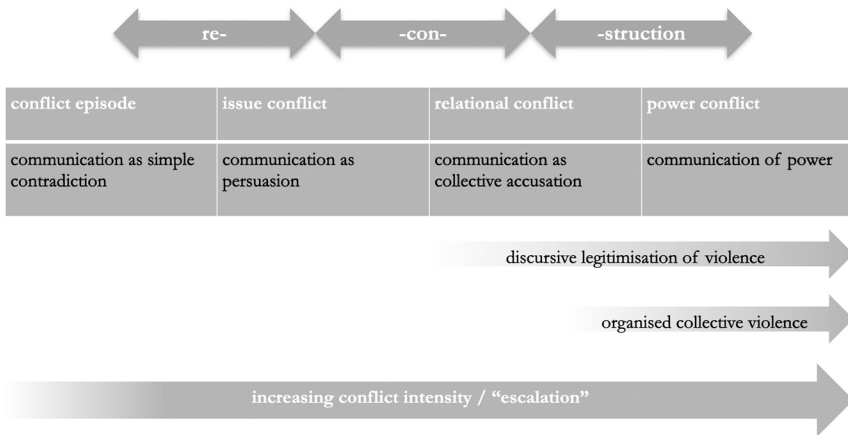 re-
-con-
-struction
conflict episode
issue conflict
relational conflict
power conflict
communication as simple
contradiction
communication as
persuasion
communication as
collective accusation
communication of power
discursive legitimisation of violence
organised collective violence
increasing conflict intensity / “escalation”